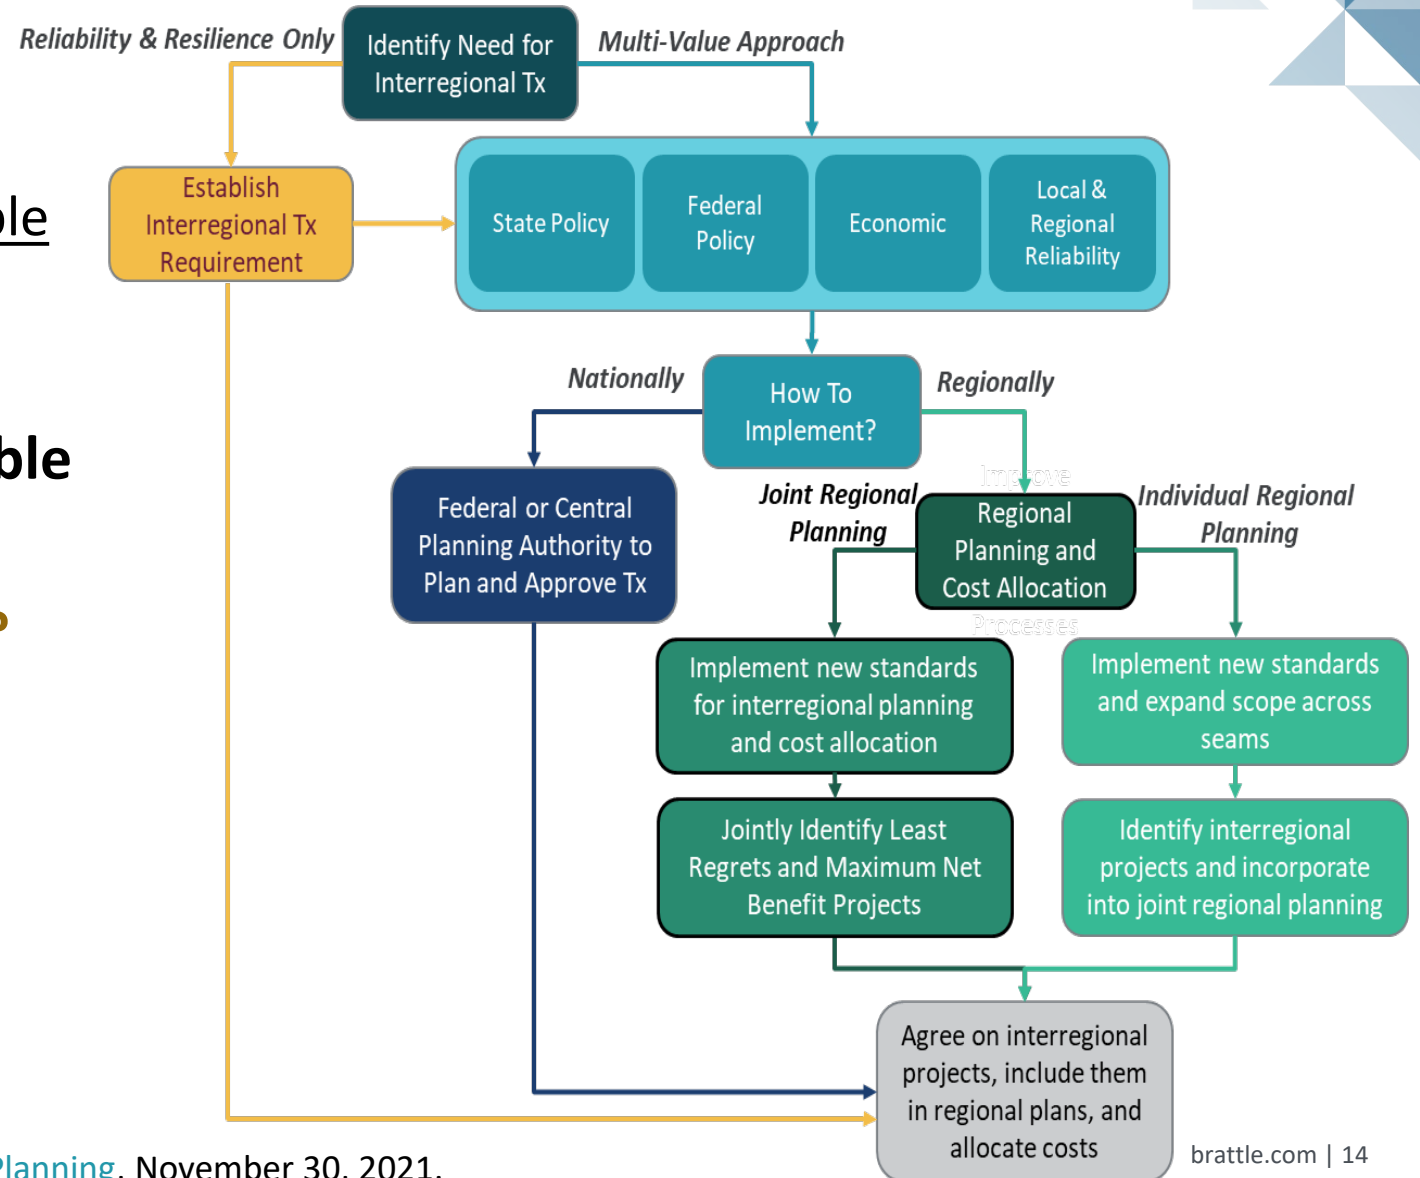 Reliability & Resilience Only
Identify Need for
Interregional Tx
Multi-Value Approach
Establish
Interregional Tx
Requirement
State Policy
Federal
Policy
Economic
Local &
Regional
Reliability
ble
Nationally
How To
Implement?
Regionally
ble
Federal or Central
Planning Authority to
Plan and Approve Tx
Joint Regional
Planning
Improve
Regional
Planning and
Cost Allocation
Processes
Individual Regional
Planning
Implement new standards
for interregional planning
and cost allocation
Implement new standards
and expand scope across
seams
Jointly Identify Least
Regrets and Maximum Net
Benefit Projects
Identify interregional
projects and incorporate
into joint regional planning
Agree on interregional
projects, include them
in regional plans, and
allocate costs
Planning, November 30, 2021.
brattle.com | 14